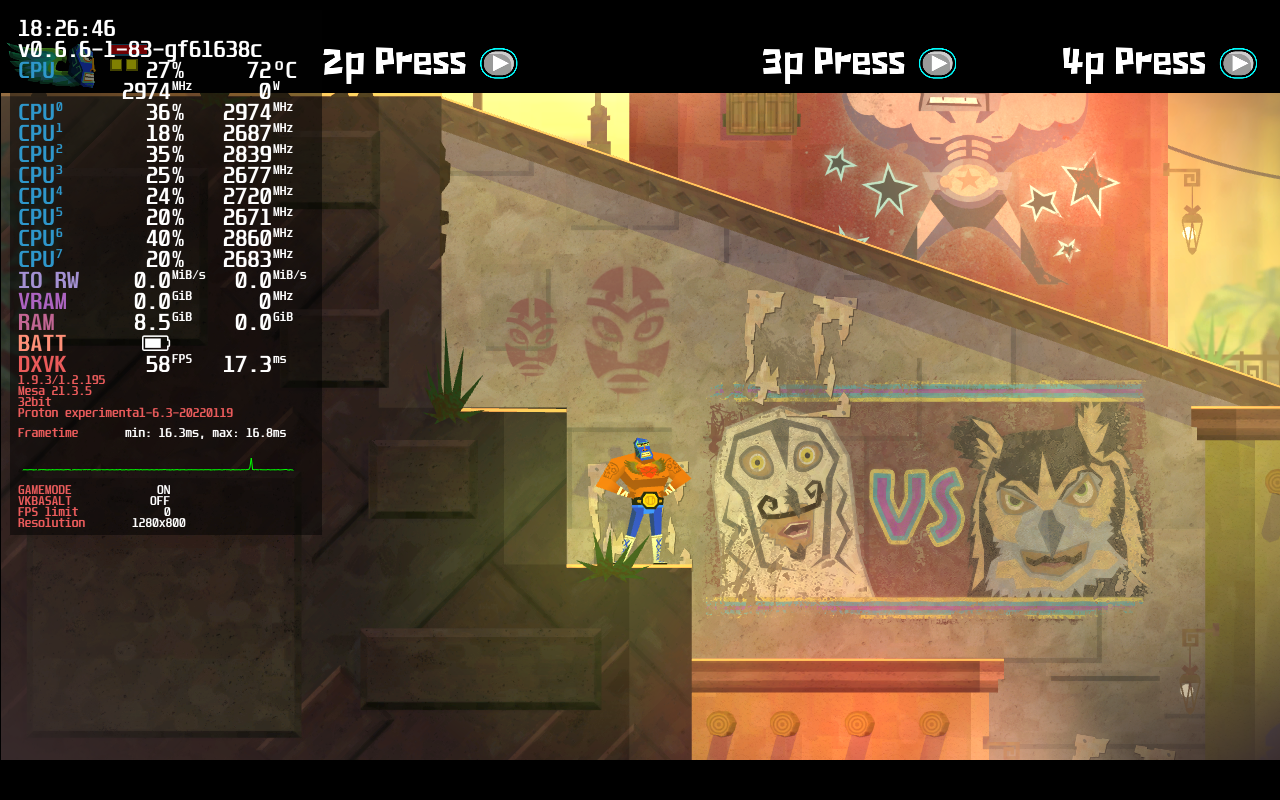 18:26:46
v0.6.6-1-83-gf61638c
2p Press
3p Press
4p Press
CPU 27% 72°C
2974MHz 0W
CPU0 36% 2974MHz
CPU1 18% 2687MHz
CPU2 35% 2839MHz
CPU3 25% 2677MHz
CPU4 24% 2720MHz
CPU5 20% 2671MHz
CPU6 40% 2860MHz
CPU7 20% 2683MHz
IO RW 0.0MiB/s 0.0MiB/s
VRAM 0.0GiB 0MHz
RAM 8.5GiB 0.0GiB
BATT
DXVK 58FPS 17.3ms
1.9.3/1.2.195
Mesa 21.3.5
32bit
Proton experimental-6.3-20220119
Frametime min: 16.3ms, max: 16.8ms
GAMEMODE ON
VKBASALT OFF
FPS limit 0
Resolution 1280x800
VS